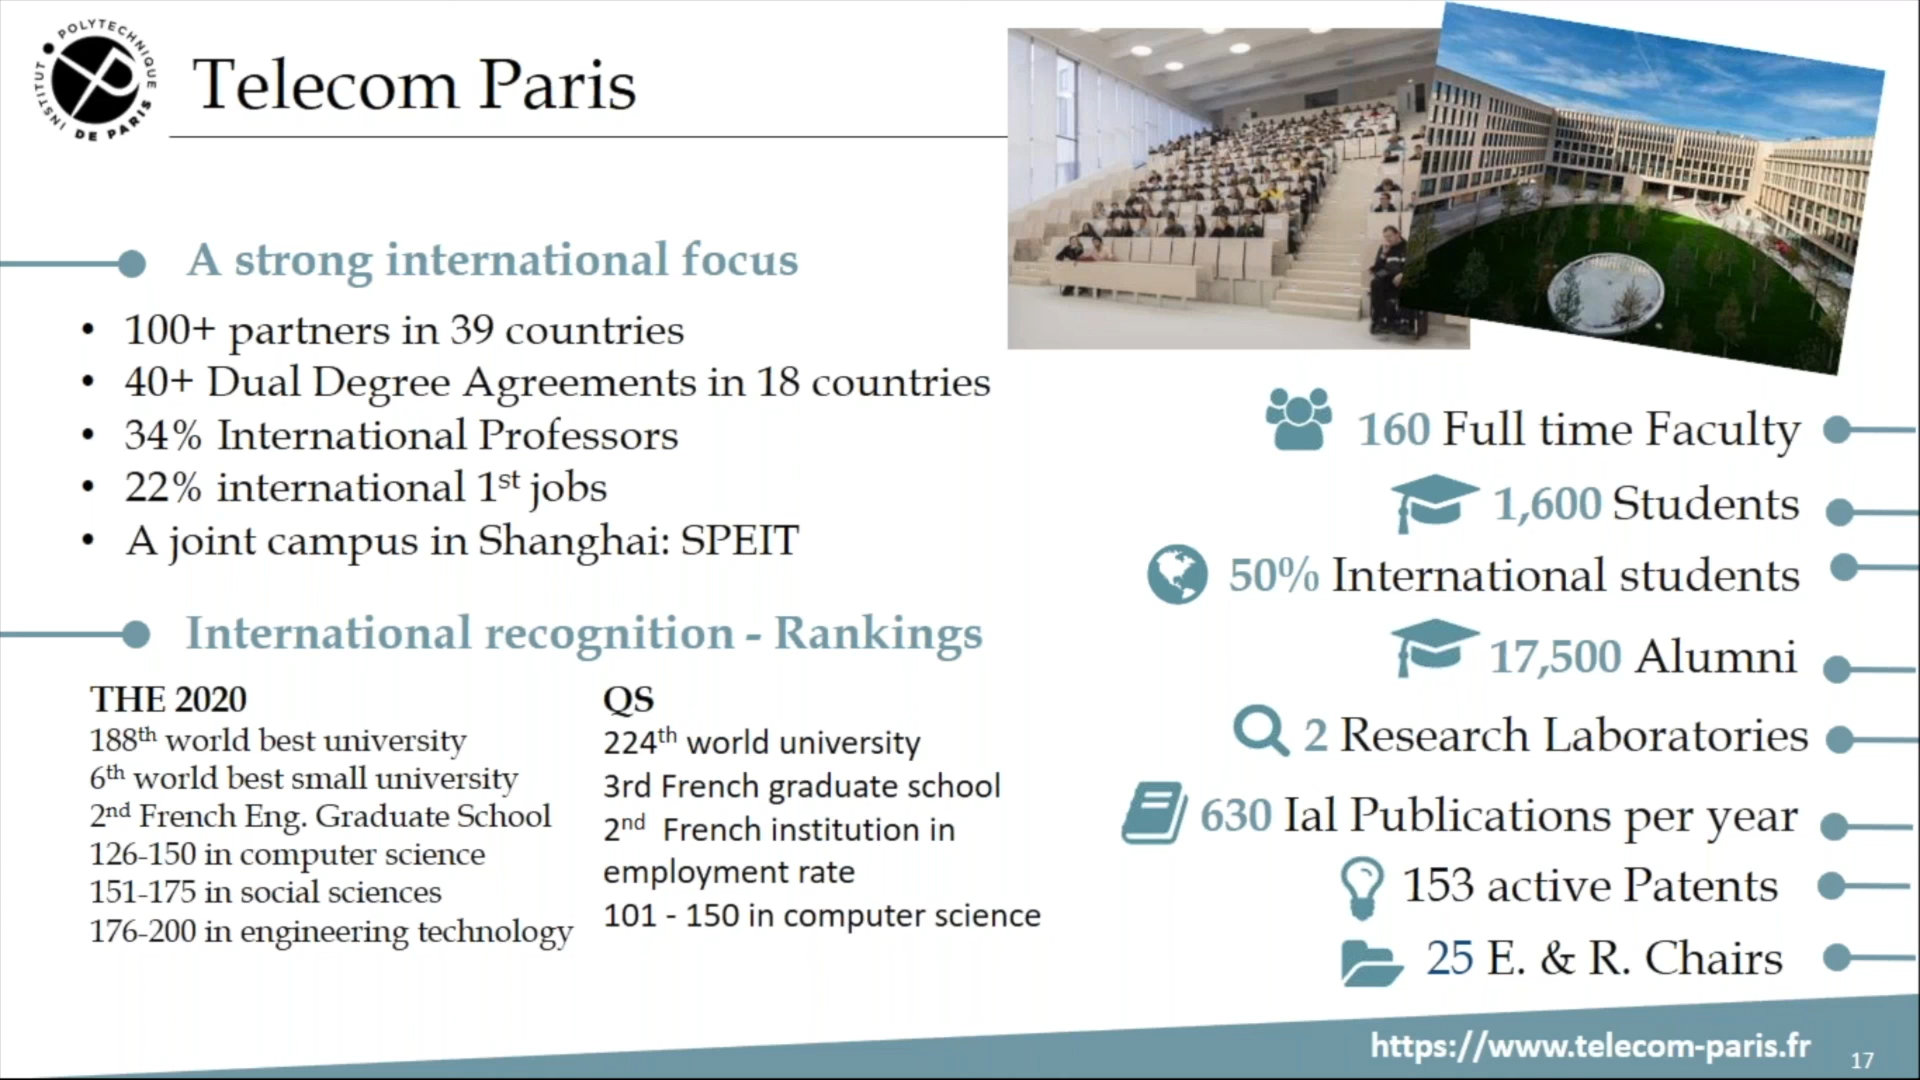 INSTITUT POLYTECHNIQUE DE PARIS
Telecom Paris
A strong international focus
• 100+ partners in 39 countries
• 40+ Dual Degree Agreements in 18 countries
• 34% International Professors
• 22% international 1st jobs
• A joint campus in Shanghai: SPEIT
International recognition - Rankings
THE 2020
188th world best university
6th world best small university
2nd French Eng. Graduate School
126-150 in computer science
151-175 in social sciences
176-200 in engineering technology
QS
224th world university
3rd French graduate school
2nd French institution in
employment rate
101 - 150 in computer science
160 Full time Faculty
1,600 Students
50% International students
17,500 Alumni
2 Research Laboratories
630 Ial Publications per year
153 active Patents
25 E. & R. Chairs
https://www.telecom-paris.fr
17